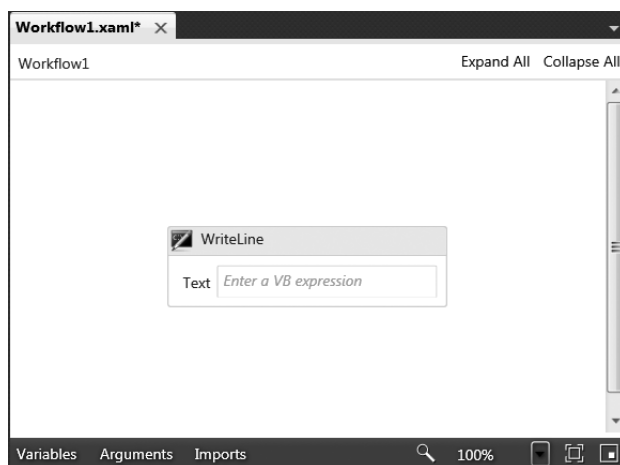 Workflow1.xaml*
Workflow1 Expand All Collapse All
WriteLine
Text Enter a VB expression
Variables Arguments Imports 100%